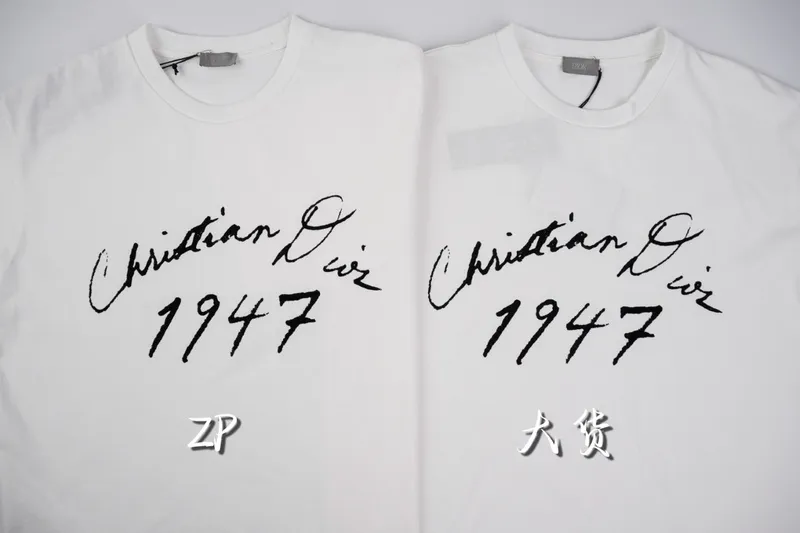 Christian Dior
1947
ZP
Christian Dior
1947
大货